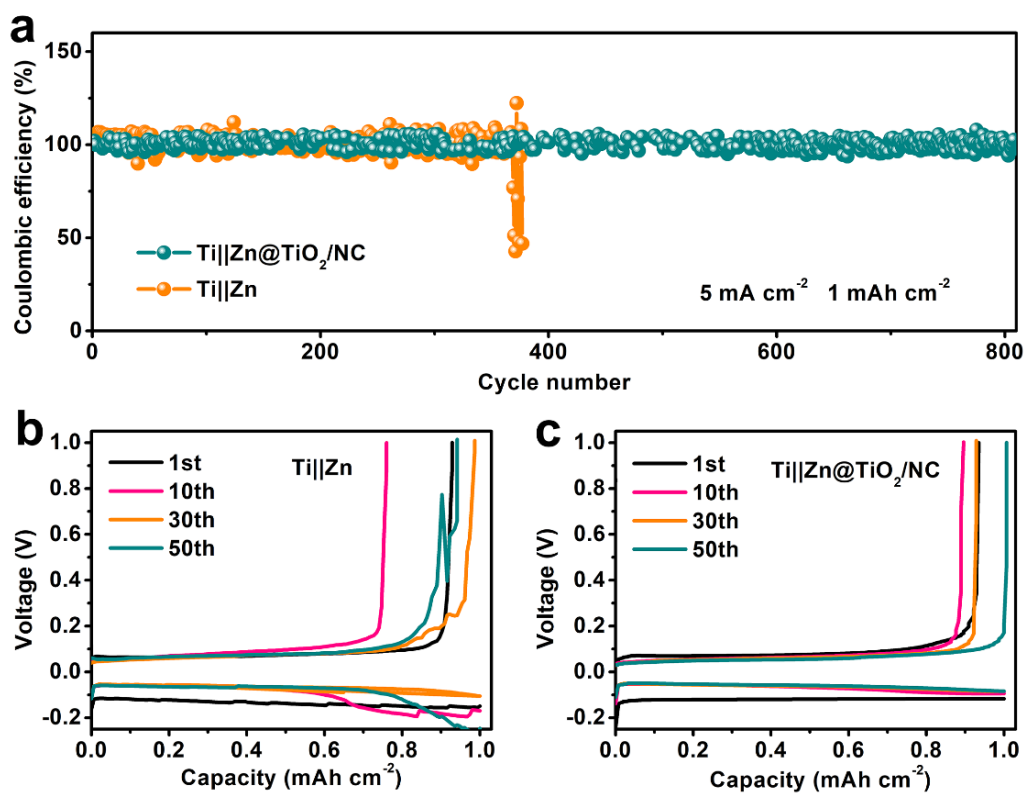 a
150
100
50
0
Coulombic efficiency (%)
Ti||Zn@TiO₂/NC
Ti||Zn
5 mA cm⁻² 1 mAh cm⁻²
0 200 400 600 800
Cycle number
b
1.0
0.8
0.6
0.4
0.2
0.0
-0.2
Voltage (V)
1st
10th
30th
50th
Ti||Zn
0.0 0.2 0.4 0.6 0.8 1.0
Capacity (mAh cm⁻²)
c
1.0
0.8
0.6
0.4
0.2
0.0
-0.2
Voltage (V)
1st
10th
30th
50th
Ti||Zn@TiO₂/NC
0.0 0.2 0.4 0.6 0.8 1.0
Capacity (mAh cm⁻²)